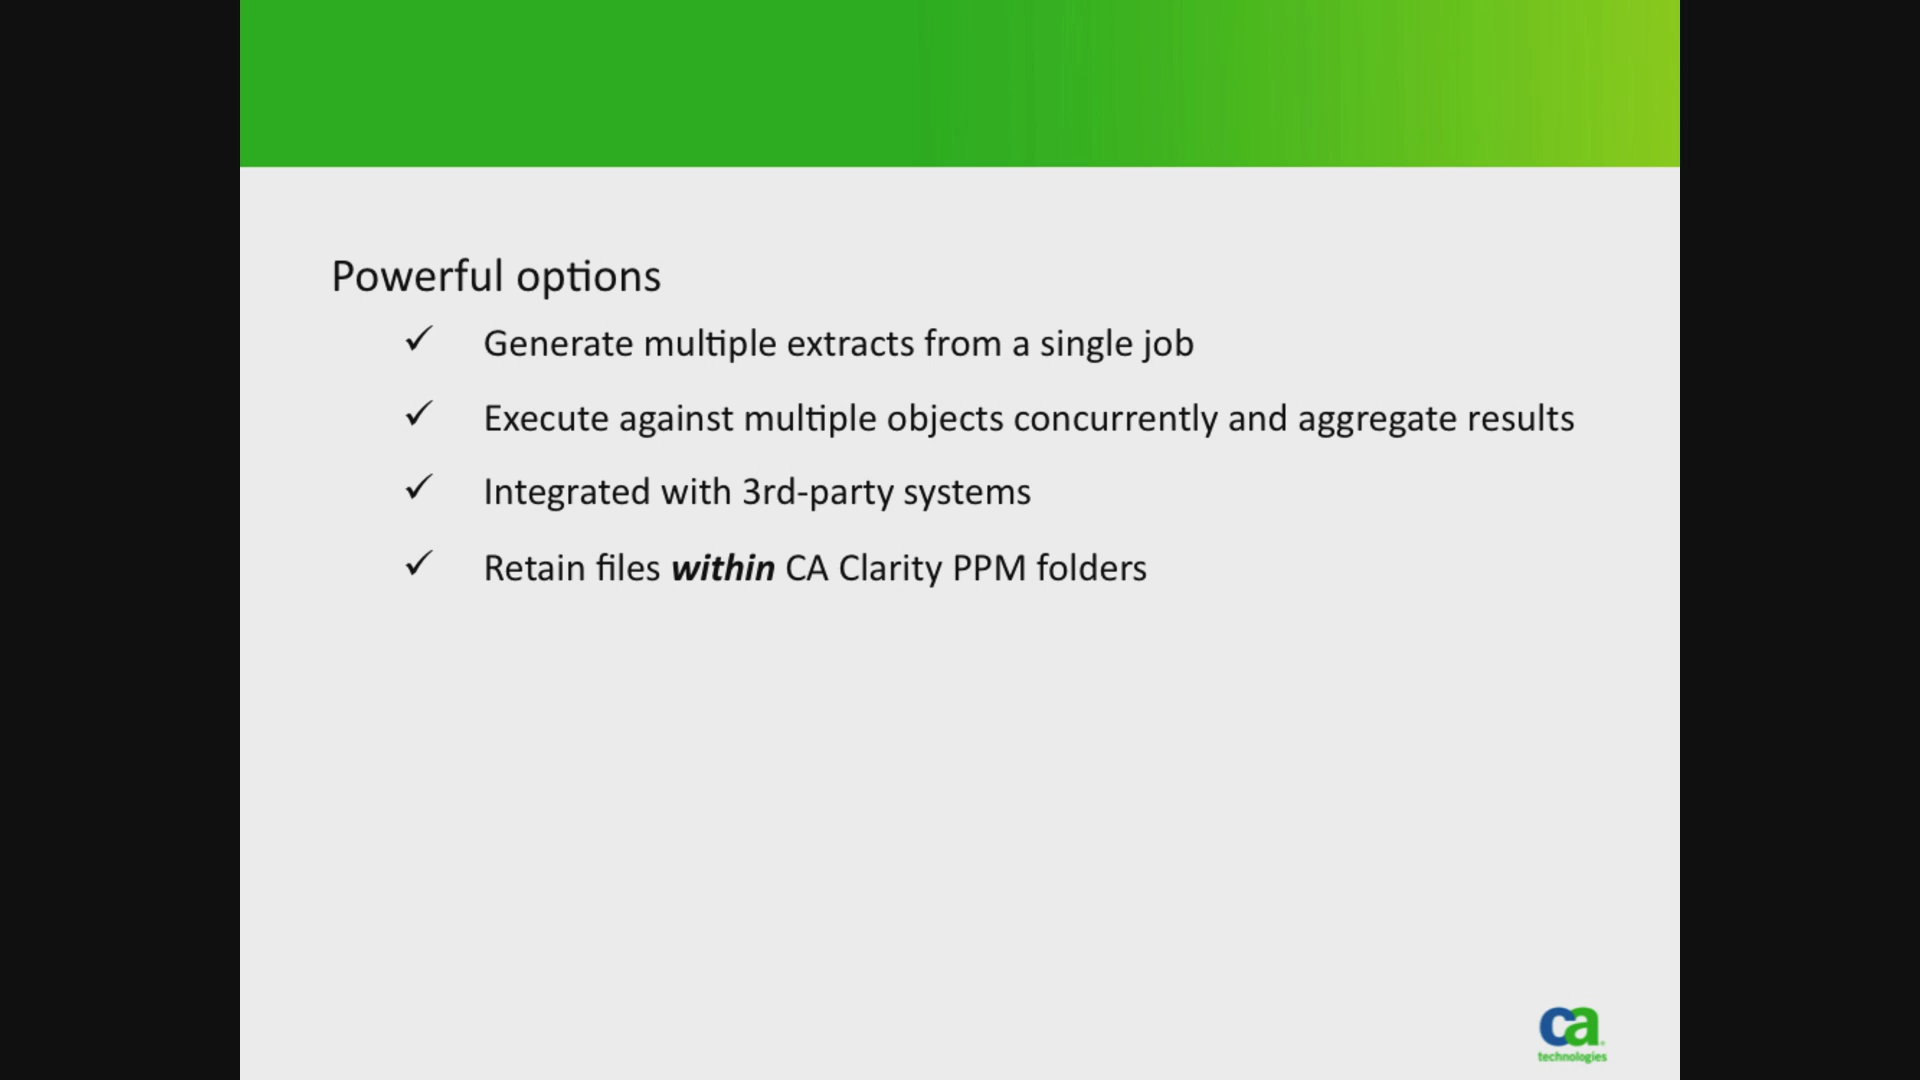 Powerful options
✓ Generate multiple extracts from a single job
✓ Execute against multiple objects concurrently and aggregate results
✓ Integrated with 3rd-party systems
✓ Retain files within CA Clarity PPM folders
ca
technologies